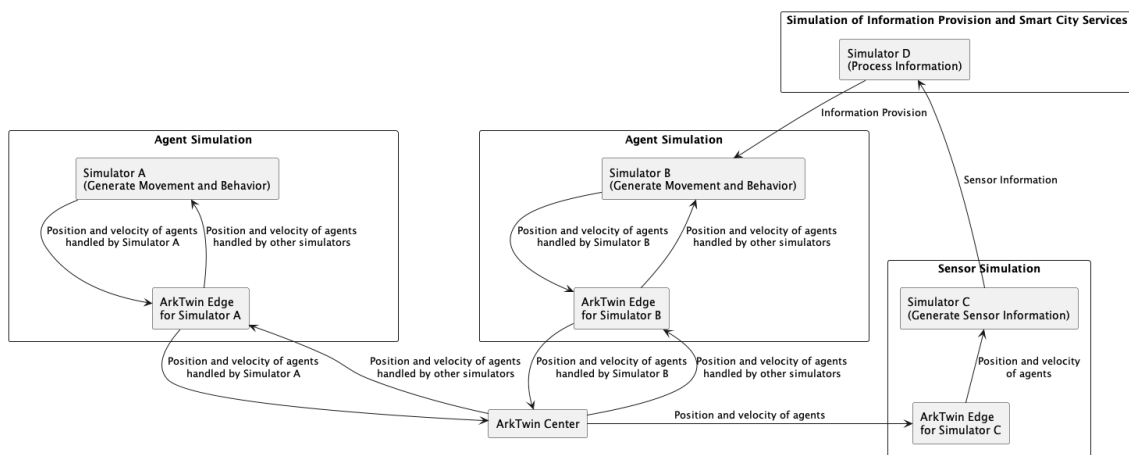 Simulation of Information Provision and Smart City Services
Simulator D
(Process Information)
Information Provision
Agent Simulation
Simulator A
(Generate Movement and Behavior)
Position and velocity of agents
handled by Simulator A
Position and velocity of agents
handled by other simulators
ArkTwin Edge
for Simulator A
Agent Simulation
Simulator B
(Generate Movement and Behavior)
Position and velocity of agents
handled by Simulator B
Position and velocity of agents
handled by other simulators
ArkTwin Edge
for Simulator B
Sensor Information
Sensor Simulation
Simulator C
(Generate Sensor Information)
Position and velocity
of agents
ArkTwin Edge
for Simulator C
Position and velocity of agents
handled by Simulator A
Position and velocity of agents
handled by other simulators
Position and velocity of agents
handled by Simulator B
Position and velocity of agents
handled by other simulators
ArkTwin Center
Position and velocity of agents